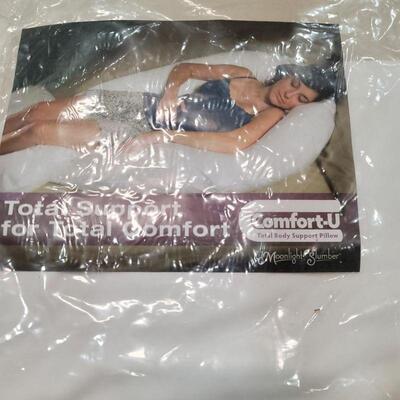 Total Support
for Total Comfort
Comfort-U®
Total Body Support Pillow
Moonlight Slumber